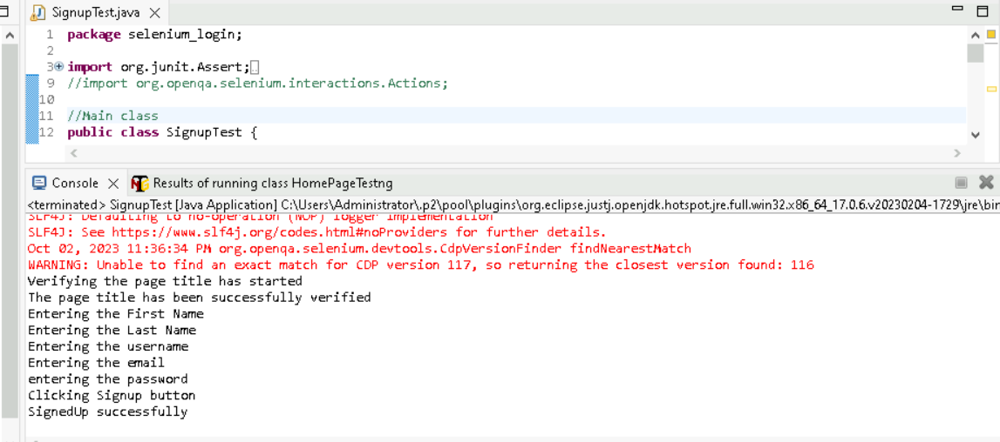 SignupTest.java
1 package selenium_login;
2
3 import org.junit.Assert;
9 //import org.openqa.selenium.interactions.Actions;
10
11 //Main class
12 public class SignupTest {
Console Results of running class HomePageTestng
<terminated> SignupTest [Java Application] C:\Users\Administrator\.p2\pool\plugins\org.eclipse.justj.openjdk.hotspot.jre.full.win32.x86_64_17.0.6.v20230204-1729\jre\bin
SLF4J: Defaulting to no-operation (NOP) logger implementation
SLF4J: See https://www.slf4j.org/codes.html#noProviders for further details.
Oct 02, 2023 11:36:34 PM org.openqa.selenium.devtools.CdpVersionFinder findNearestMatch
WARNING: Unable to find an exact match for CDP version 117, so returning the closest version found: 116
Verifying the page title has started
The page title has been successfully verified
Entering the First Name
Entering the Last Name
Entering the username
Entering the email
entering the password
Clicking Signup button
SignedUp successfully